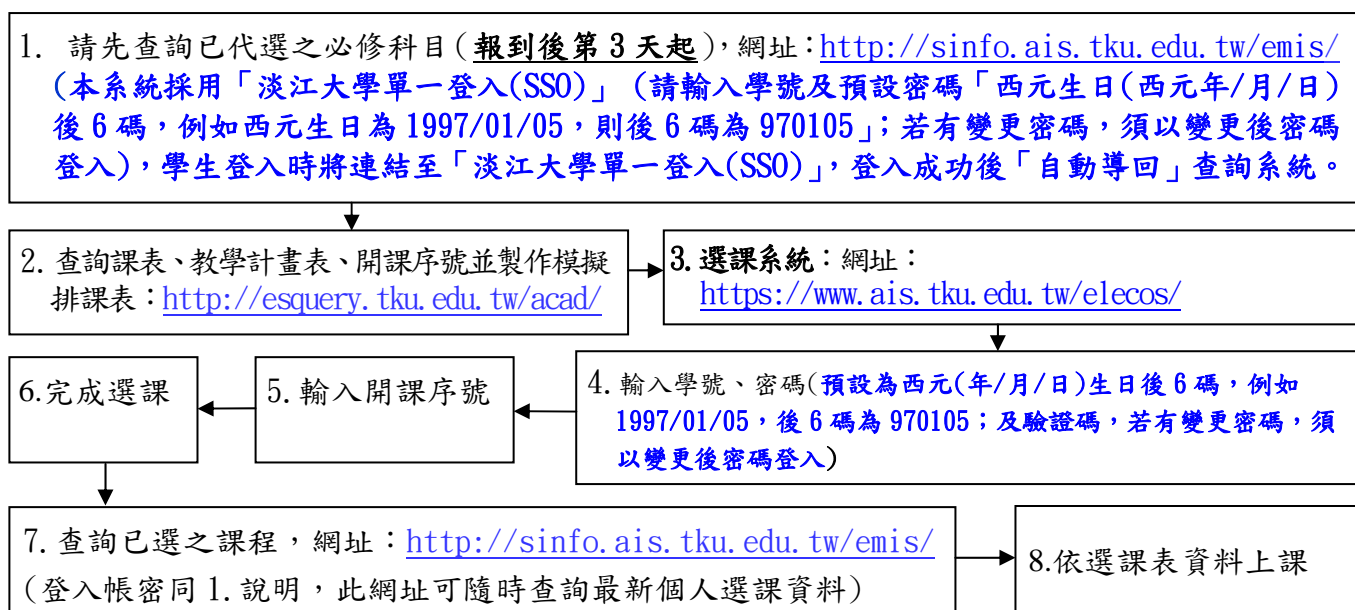 1. 請先查詢已代選之必修科目(報到後第3天起),網址:http://sinfo.ais.tku.edu.tw/emis/
(本系統採用「淡江大學單一登入(SSO)」 (請輸入學號及預設密碼「西元生日(西元年/月/日)
後6碼,例如西元生日為1997/01/05,則後6碼為970105」;若有變更密碼,須以變更後密碼
登入),學生登入時將連結至「淡江大學單一登入(SSO)」,登入成功後「自動導回」查詢系統。
2. 查詢課表、教學計畫表、開課序號並製作模擬
排課表:http://esquery.tku.edu.tw/acad/
3. 選課系統:網址:
https://www.ais.tku.edu.tw/elecos/
4. 輸入學號、密碼(預設為西元(年/月/日)生日後6碼,例如
1997/01/05,後6碼為970105;及驗證碼,若有變更密碼,須
以變更後密碼登入)
5. 輸入開課序號
6.完成選課
7. 查詢已選之課程,網址:http://sinfo.ais.tku.edu.tw/emis/
(登入帳密同1.說明,此網址可隨時查詢最新個人選課資料)
8.依選課表資料上課